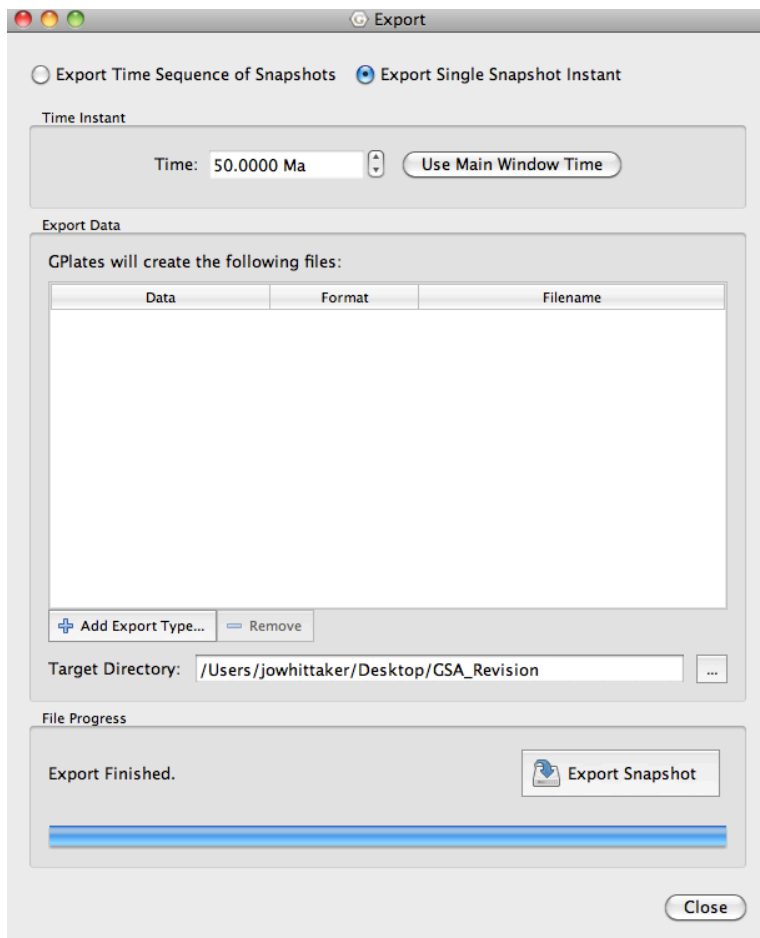 Export
Export Time Sequence of Snapshots Export Single Snapshot Instant
Time Instant
Time: 50.0000 Ma Use Main Window Time
Export Data
GPlates will create the following files:
Data Format Filename
Add Export Type... Remove
Target Directory: /Users/jowhittaker/Desktop/GSA_Revision ...
File Progress
Export Finished. Export Snapshot
Close